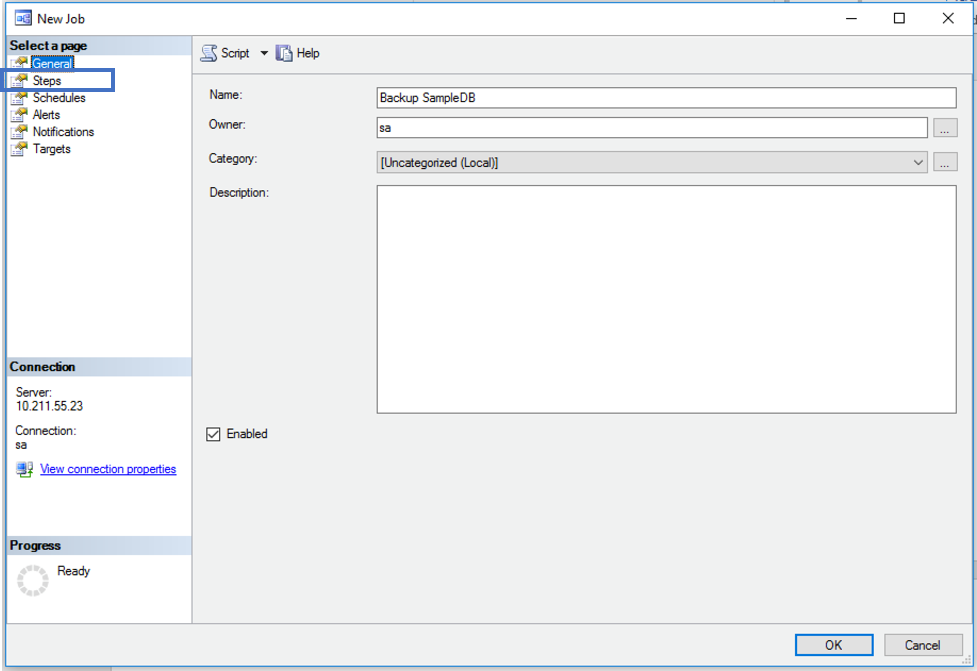 New Job
Select a page
General
Steps
Schedules
Alerts
Notifications
Targets
Script Help
Name: Backup SampleDB
Owner: sa ...
Category: [Uncategorized (Local)] ...
Description:
Enabled
Connection
Server:
10.211.55.23
Connection:
sa
View connection properties
Progress
Ready
OK Cancel